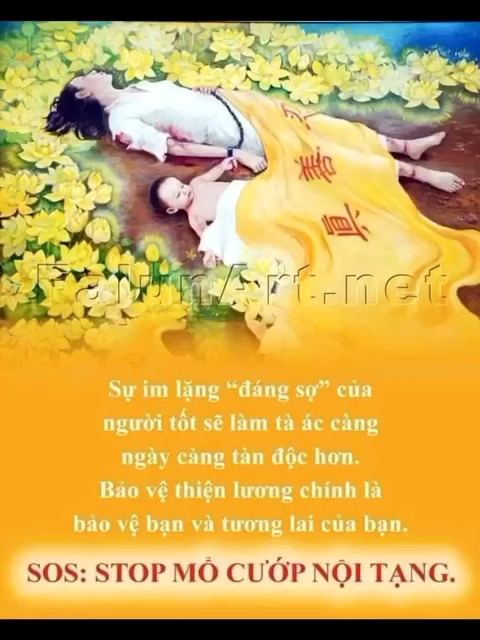 真善
FalunArt.net
Sự im lặng “đáng sợ” của
người tốt sẽ làm tà ác càng
ngày càng tàn độc hơn.
Bảo vệ thiện lương chính là
bảo vệ bạn và tương lai của bạn.
SOS: STOP MỔ CƯỚP NỘI TẠNG.